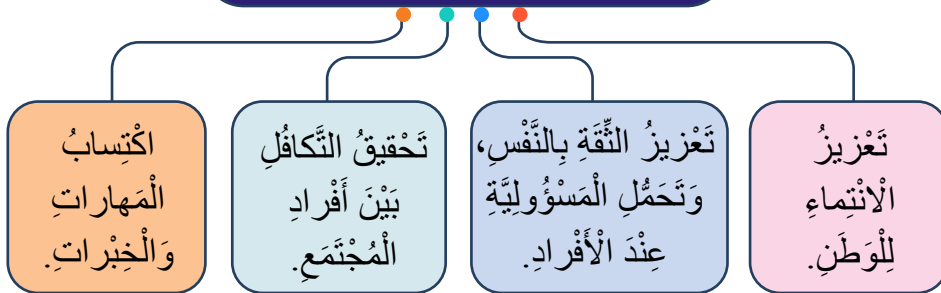 تَعْزيزُ
الْانْتِماءِ
لِلْوَطَنِ.
تَعْزيزُ الثِّقَةِ بِالنَّفْسِ،
وَتَحَمُّلِ الْمَسْؤُولِيَّةِ
عِنْدَ الْأَفْرادِ.
تَحْقيقُ التَّكافُلِ
بَيْنَ أَفْرادِ
الْمُجْتَمَعِ.
اكْتِسابُ
الْمَهاراتِ
وَالْخِبْراتِ.